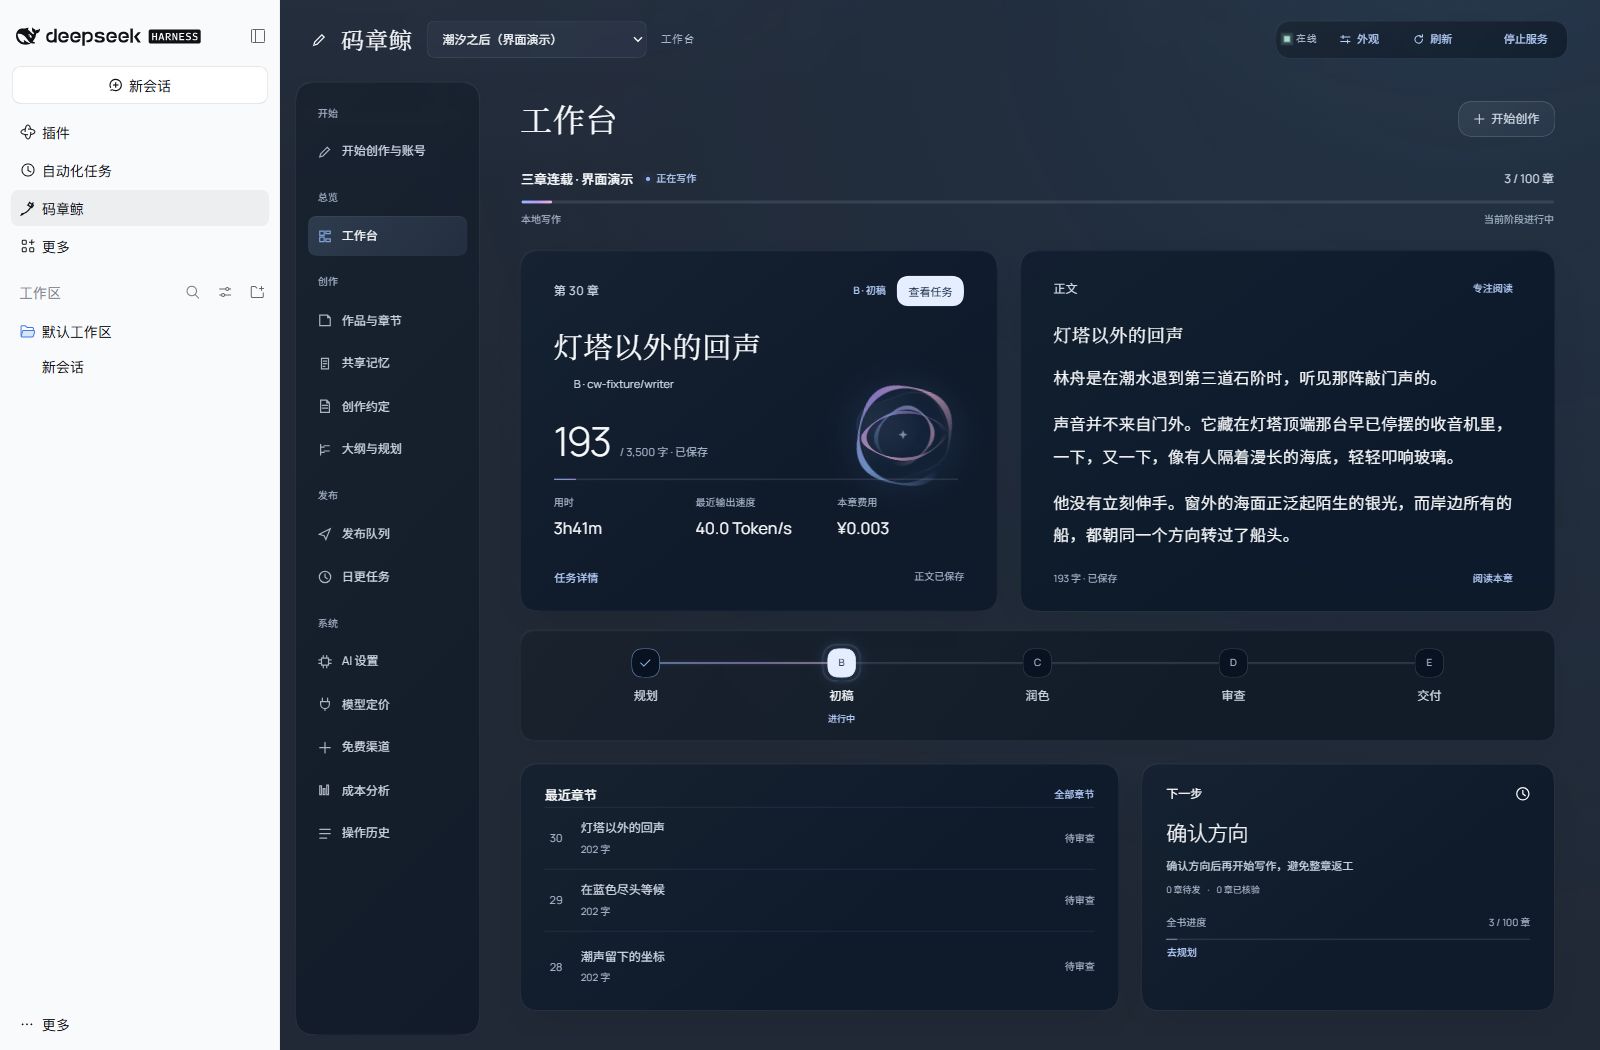 deepseek HARNESS
新会话
插件
自动化任务
码章鲸
更多
工作区
默认工作区
新会话
更多
码章鲸
潮汐之后（界面演示）
工作台
在线
外观
刷新
停止服务
开始
开始创作与账号
总览
工作台
创作
作品与章节
共享记忆
创作约定
大纲与规划
发布
发布队列
日更任务
系统
AI 设置
模型定价
免费渠道
成本分析
操作历史
工作台
开始创作
三章连载 · 界面演示
正在写作
3 / 100 章
本地写作
当前阶段进行中
第 30 章
B · 初稿
查看任务
灯塔以外的回声
B · cw-fixture/writer
193 / 3,500 字 · 已保存
用时
最近输出速度
本章费用
3h41m
40.0 Token/s
¥0.003
任务详情
正文已保存
正文
专注阅读
灯塔以外的回声
林舟是在潮水退到第三道石阶时，听见那阵敲门声的。
声音并不来自门外。它藏在灯塔顶端那台早已停摆的收音机里，
一下，又一下，像有人隔着漫长的海底，轻轻叩响玻璃。
他没有立刻伸手。窗外的海面正泛起陌生的银光，而岸边所有的
船，都朝同一个方向转过了船头。
193 字 · 已保存
阅读本章
B
C
D
E
规划
初稿
润色
审查
交付
进行中
最近章节
全部章节
30
灯塔以外的回声
202 字
待审查
29
在蓝色尽头等候
202 字
待审查
28
潮声留下的坐标
202 字
待审查
下一步
确认方向
确认方向后再开始写作，避免整章返工
0 章待发 · 0 章已核验
全书进度
3 / 100 章
去规划